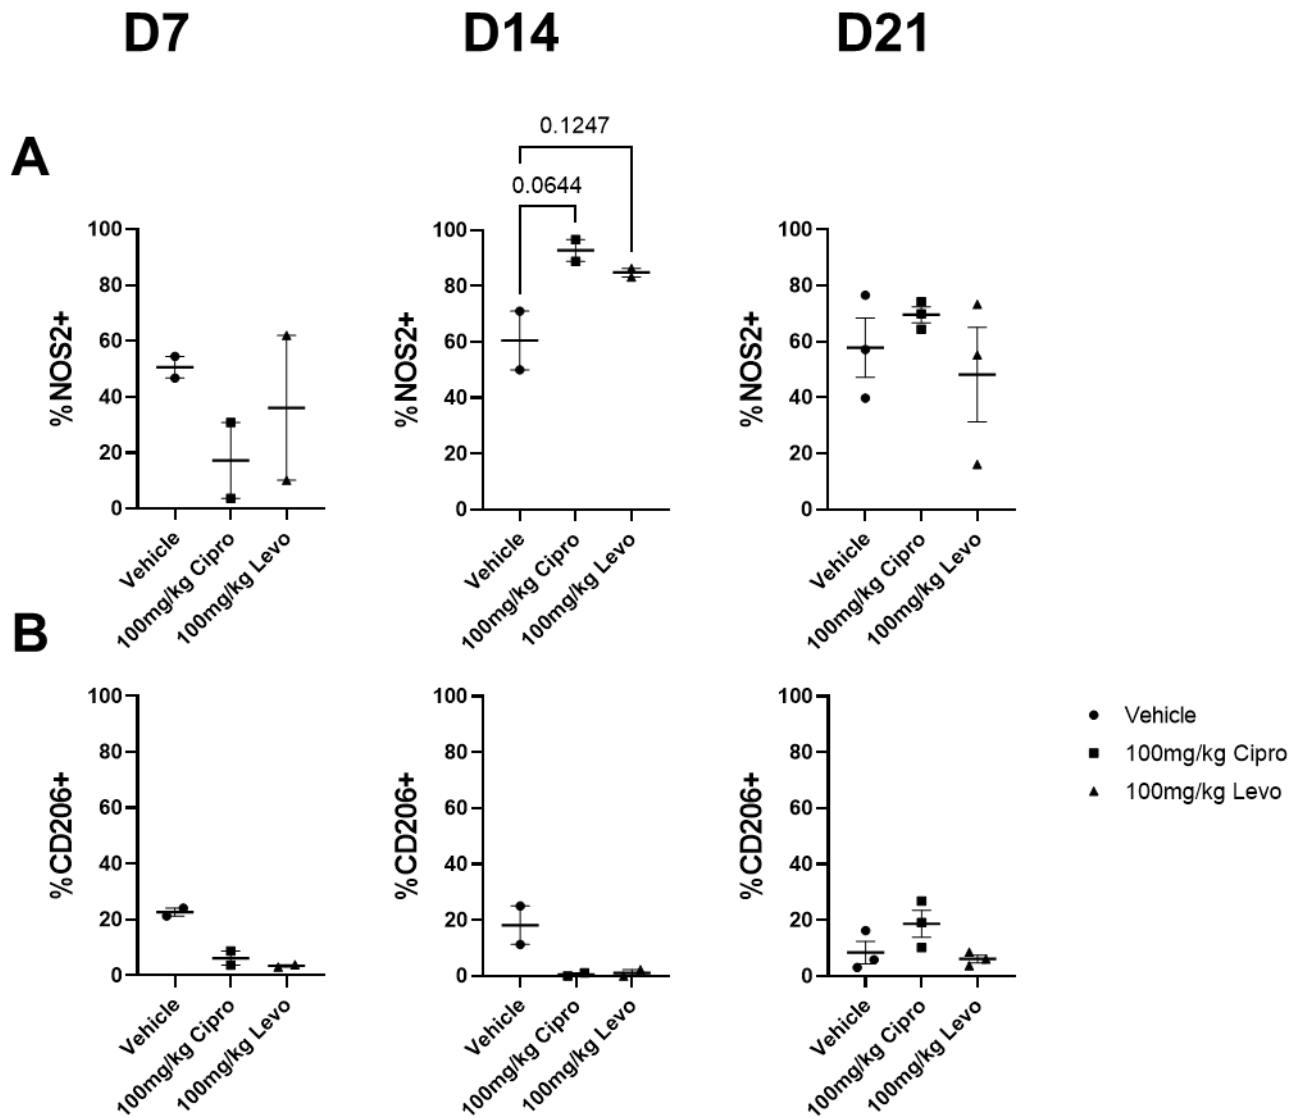 D7 D14 D21
A
0.1247
0.0644
%NOS2+
100
80
60
40
20
0
Vehicle
100mg/kg Cipro
100mg/kg Levo
%NOS2+
100
80
60
40
20
0
Vehicle
100mg/kg Cipro
100mg/kg Levo
%NOS2+
100
80
60
40
20
0
Vehicle
100mg/kg Cipro
100mg/kg Levo
B
%CD206+
100
80
60
40
20
0
Vehicle
100mg/kg Cipro
100mg/kg Levo
%CD206+
100
80
60
40
20
0
Vehicle
100mg/kg Cipro
100mg/kg Levo
%CD206+
100
80
60
40
20
0
Vehicle
100mg/kg Cipro
100mg/kg Levo
Vehicle
100mg/kg Cipro
100mg/kg Levo